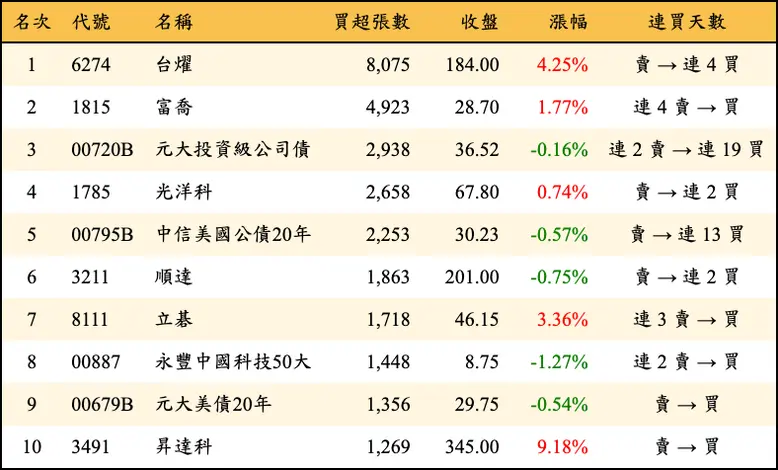 名次 代號 名稱 買超張數 收盤 漲幅 連買天數
1 6274 台燿 8,075 184.00 4.25% 賣 → 連 4 買
2 1815 富喬 4,923 28.70 1.77% 連 4 賣 → 買
3 00720B 元大投資級公司債 2,938 36.52 -0.16% 連 2 賣 → 連 19 買
4 1785 光洋科 2,658 67.80 0.74% 賣 → 連 2 買
5 00795B 中信美國公債20年 2,253 30.23 -0.57% 賣 → 連 13 買
6 3211 順達 1,863 201.00 -0.75% 賣 → 連 2 買
7 8111 立碁 1,718 46.15 3.36% 連 3 賣 → 買
8 00887 永豐中國科技50大 1,448 8.75 -1.27% 連 2 賣 → 買
9 00679B 元大美債20年 1,356 29.75 -0.54% 賣 → 買
10 3491 昇達科 1,269 345.00 9.18% 賣 → 買